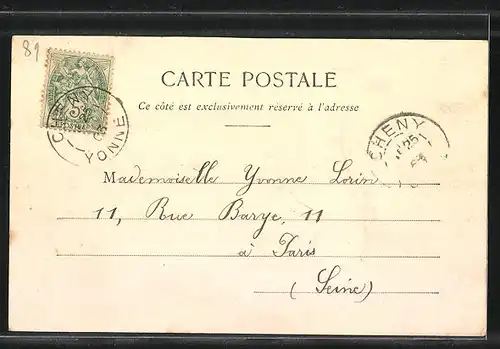 81
CHENY
YONNE
CARTE POSTALE
Ce côté est exclusivement réservé à l'adresse
CHENY
25
Mademoiselle Yvonne Lorin
11, Rue Barye, 11
à Paris
(Seine)